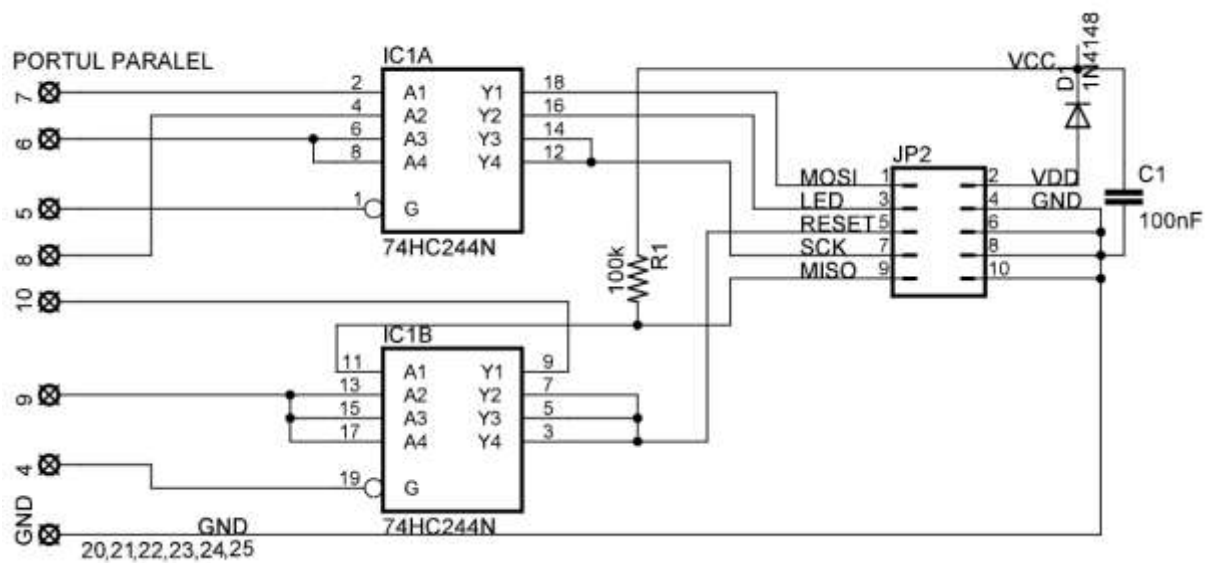 PORTUL PARALEL
7
6
5
8
10
9
4
GND
GND
20,21,22,23,24,25
IC1A
2 A1 Y1 18
4 A2 Y2 16
6 A3 Y3 14
8 A4 Y4 12
1 G
74HC244N
IC1B
11 A1 Y1 9
13 A2 Y2 7
15 A3 Y3 5
17 A4 Y4 3
19 G
74HC244N
100k
R1
VCC
D1
1N4148
JP2
MOSI 1 2 VDD
LED 3 4 GND
RESET 5 6
SCK 7 8
MISO 9 10
C1
100nF